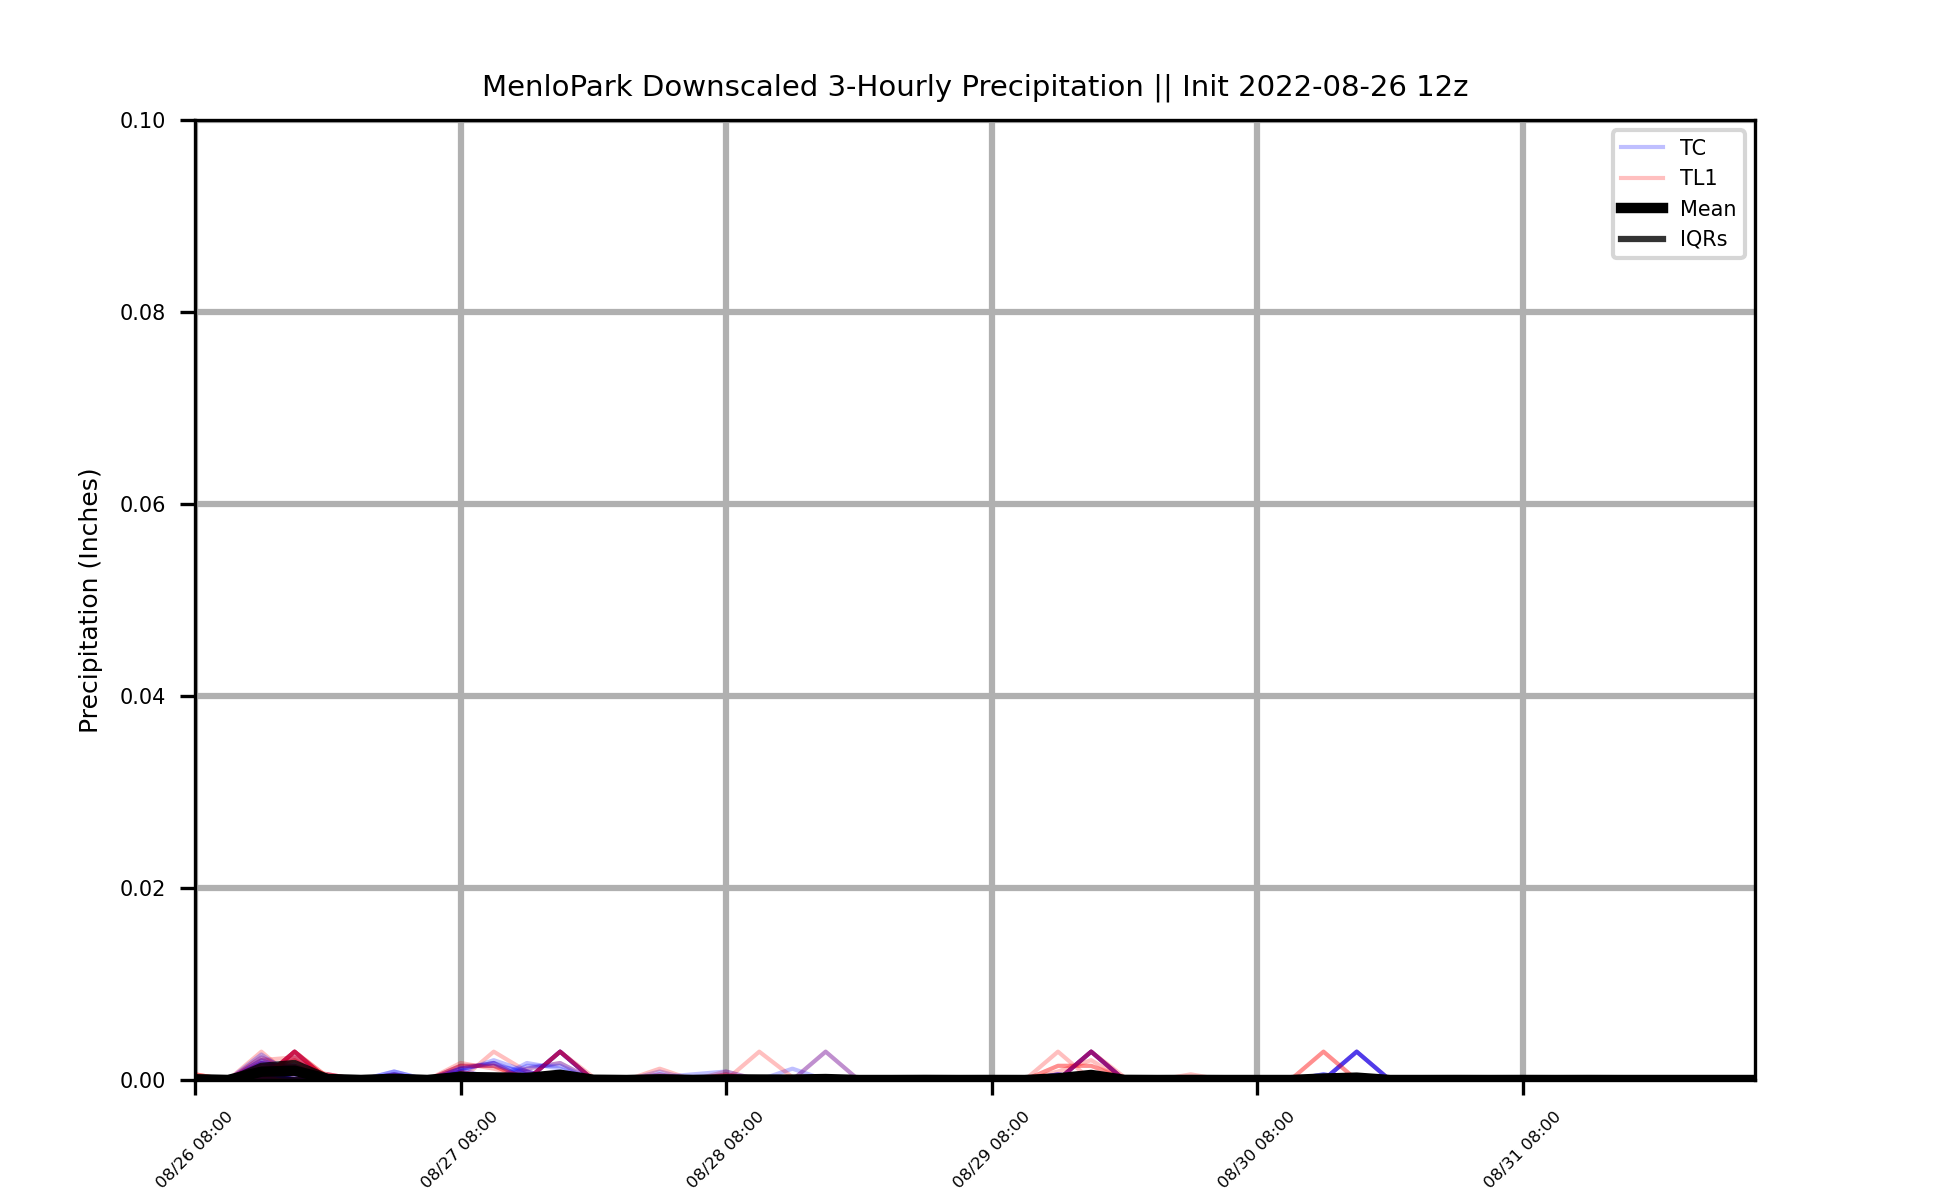 MenloPark Downscaled 3-Hourly Precipitation || Init 2022-08-26 12z
Precipitation (Inches)
0.10
0.08
0.06
0.04
0.02
0.00
TC
TL1
Mean
IQRs
08/26 08:00
08/27 08:00
08/28 08:00
08/29 08:00
08/30 08:00
08/31 08:00